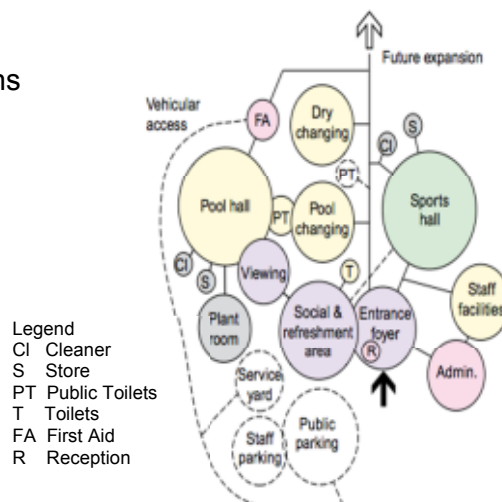 ns
Future expansion
Vehicular
access
FA
Dry
changing
S
Cl
PT
Pool hall
PT
Pool
changing
Sports
hall
Cl
S
Viewing
T
Staff
facilities
Plant
room
Social &
refreshment
area
Entrance
foyer
R
Admin.
Service
yard
Public
parking
Staff
parking
Legend
Cl Cleaner
S Store
PT Public Toilets
T Toilets
FA First Aid
R Reception